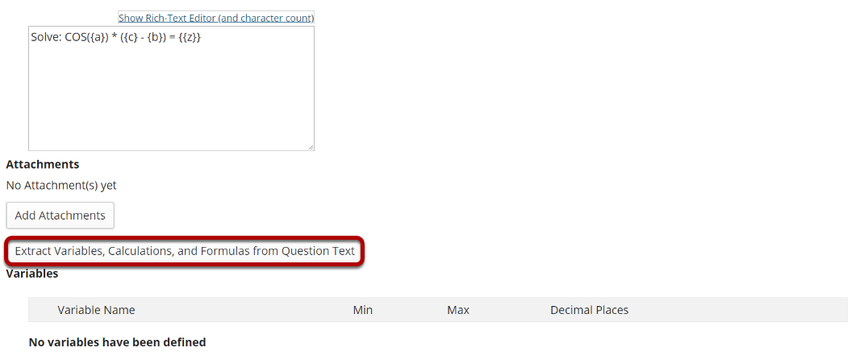 Show Rich-Text Editor (and character count)
Solve: COS({a}) * ({c} - {b}) = {{z}}
Attachments
No Attachment(s) yet
Add Attachments
Extract Variables, Calculations, and Formulas from Question Text
Variables
Variable Name Min Max Decimal Places
No variables have been defined